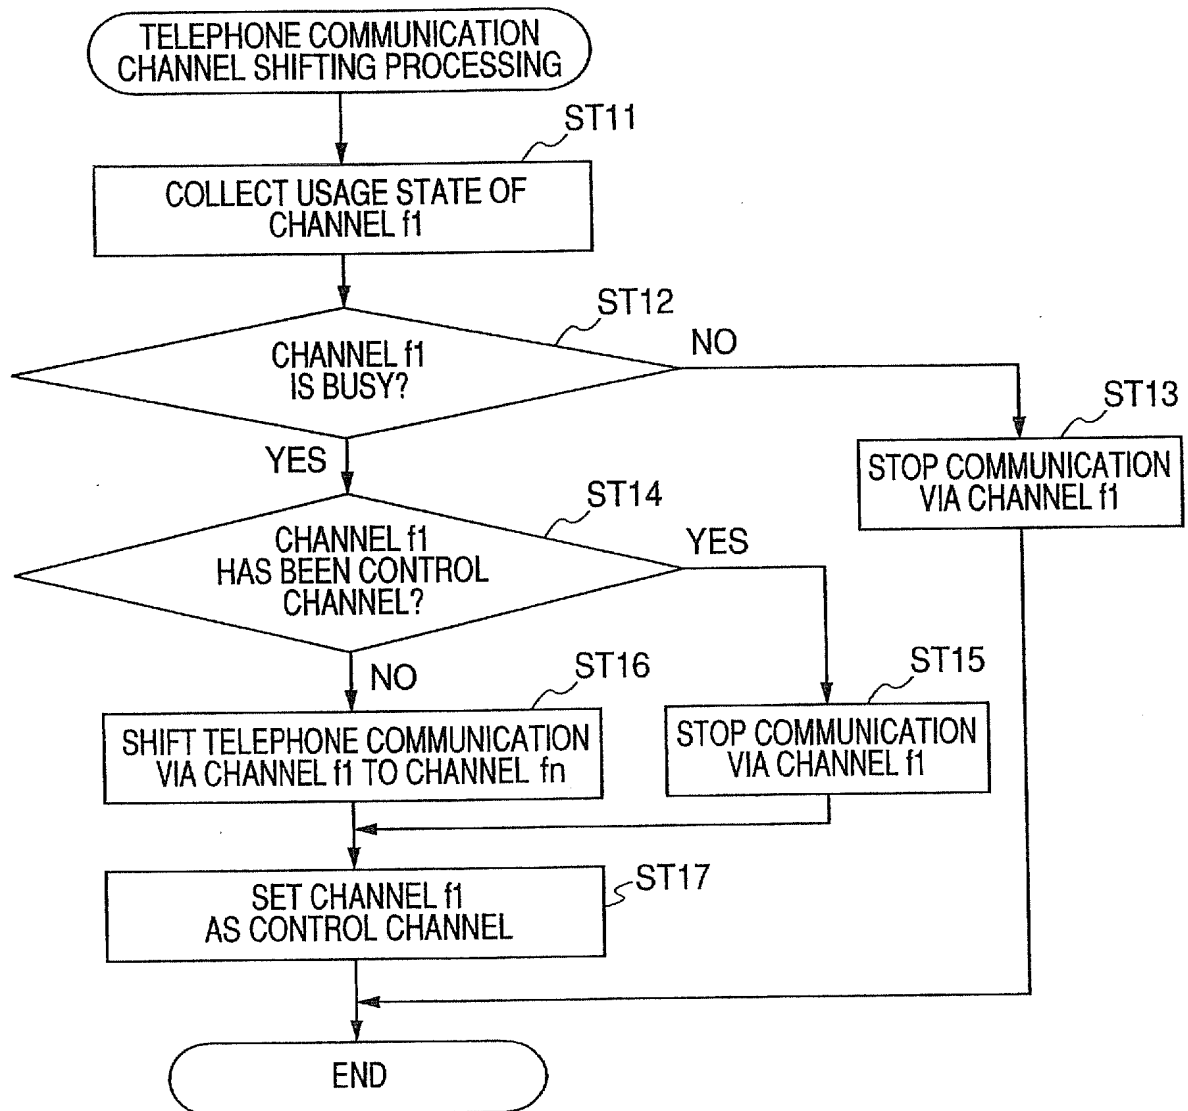 TELEPHONE COMMUNICATION
CHANNEL SHIFTING PROCESSING
ST11
COLLECT USAGE STATE OF
CHANNEL f1
ST12
CHANNEL f1
IS BUSY?
NO
ST13
STOP COMMUNICATION
VIA CHANNEL f1
YES
ST14
CHANNEL f1
HAS BEEN CONTROL
CHANNEL?
YES
ST15
STOP COMMUNICATION
VIA CHANNEL f1
NO
ST16
SHIFT TELEPHONE COMMUNICATION
VIA CHANNEL f1 TO CHANNEL fn
ST17
SET CHANNEL f1
AS CONTROL CHANNEL
END